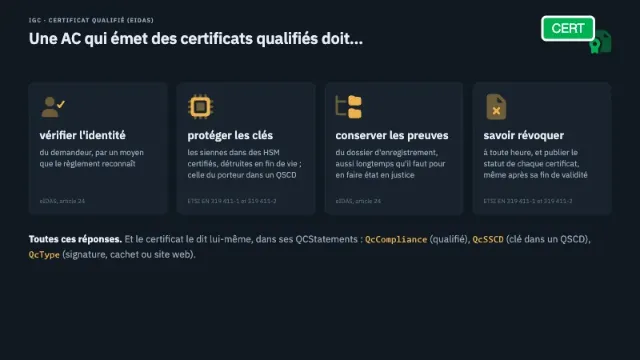 IGC · CERTIFICAT QUALIFIÉ (EIDAS)
Une AC qui émet des certificats qualifiés doit...
CERT
vérifier l'identité
du demandeur, par un moyen
que le règlement reconnaît
eIDAS, article 24
protéger les clés
les siennes dans des HSM
certifiés, détruites en fin de vie ;
celle du porteur dans un QSCD
ETSI EN 319 411-1 et 319 411-2
conserver les preuves
du dossier d'enregistrement,
aussi longtemps qu'il faut pour
en faire état en justice
eIDAS, article 24
savoir révoquer
à toute heure, et publier le
statut de chaque certificat,
même après sa fin de validité
ETSI EN 319 411-1 et 319 411-2
Toutes ces réponses. Et le certificat le dit lui-même, dans ses QCStatements : QcCompliance (qualifié), QcSSCD (clé dans un QSCD),
QcType (signature, cachet ou site web).